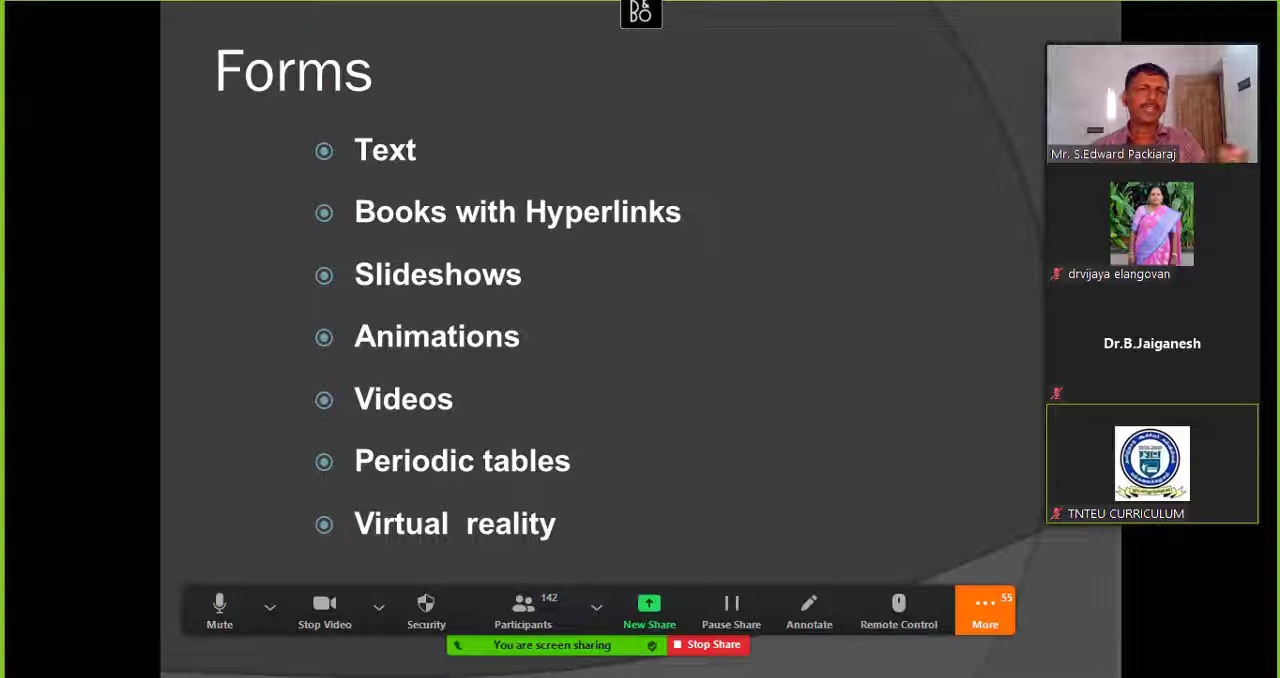 D&
BO
Forms
Text
Books with Hyperlinks
Slideshows
Animations
Videos
Periodic tables
Virtual reality
Mr. S.Edward Packiaraj
drvijaya elangovan
Dr.B.Jaiganesh
TNTEU CURRICULUM
142
55
Mute
Stop Video
Security
Participants
New Share
Pause Share
Annotate
Remote Control
More
You are screen sharing
Stop Share